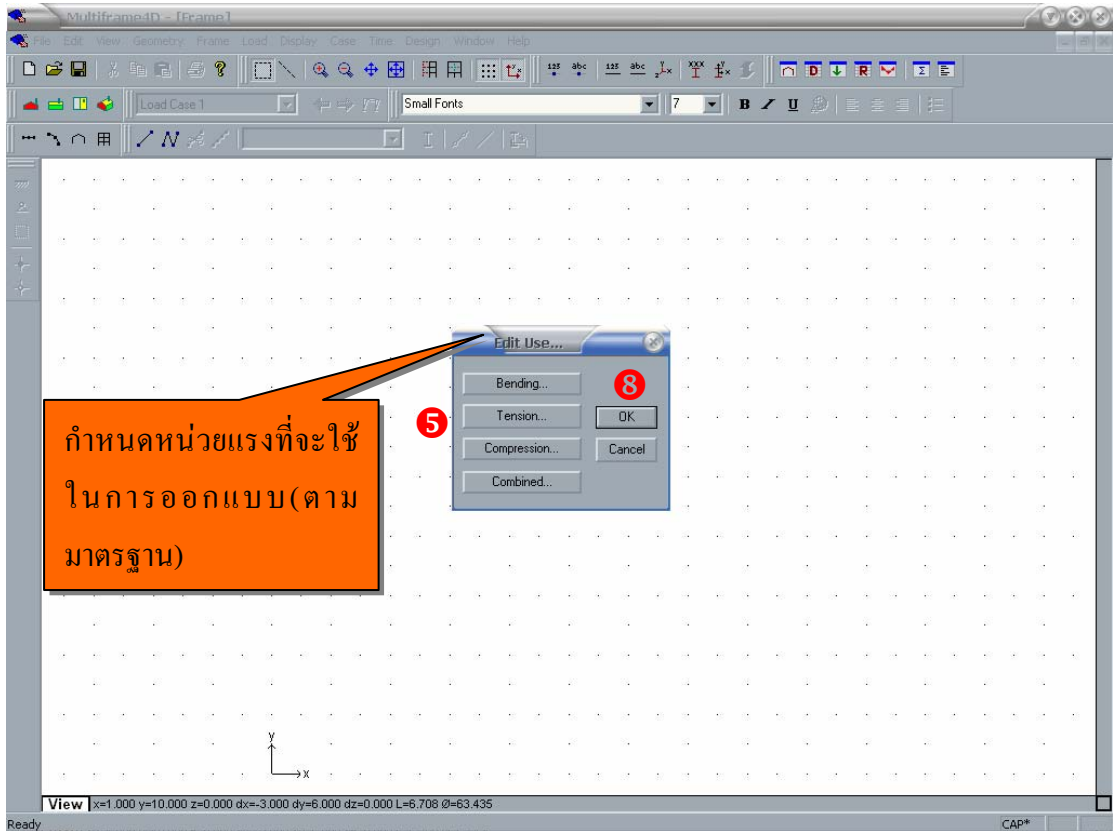 Multiframe4D - [Frame]
File Edit View Geometry Frame Load Display Case Time Design Window Help
Load Case 1
Small Fonts
7
B I U
Edit Use...
Bending...
8
5
Tension...
OK
Compression...
Cancel
Combined...
กำหนดหน่วยแรงที่จะใช้
ในการออกแบบ(ตาม
มาตรฐาน)
y
x
View x=1.000 y=10.000 z=0.000 dx=-3.000 dy=6.000 dz=0.000 L=6.708 Ø=63.435
Ready
CAP*